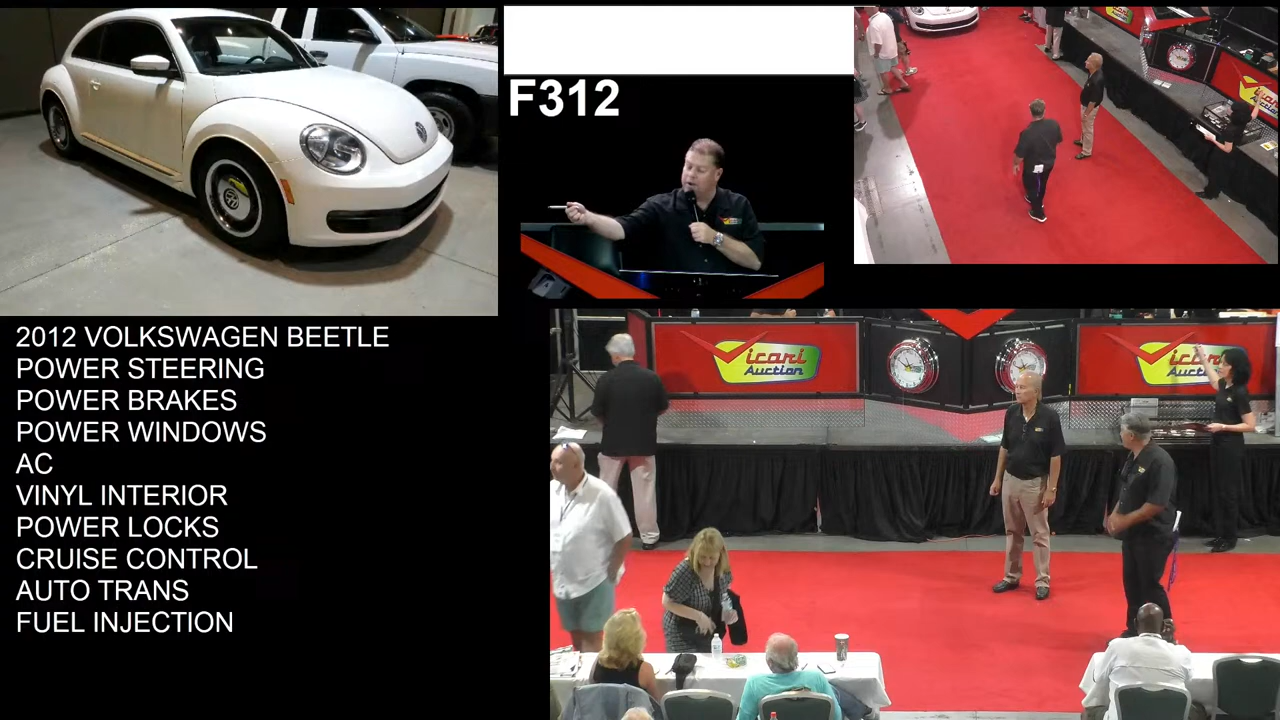 F312
2012 VOLKSWAGEN BEETLE
POWER STEERING
POWER BRAKES
POWER WINDOWS
AC
VINYL INTERIOR
POWER LOCKS
CRUISE CONTROL
AUTO TRANS
FUEL INJECTION
Vicari
Auction
Vicari
Auction